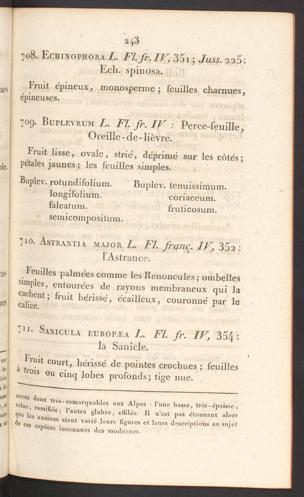 243
708. ECHINOPHORA L. Fl. fr. IV, 351; Juss. 225:
Ech. spinosa.
Fruit épineux, monosperme; feuilles charnues,
épineuses.
709. BUPLEVRUM L. Fl. fr. IV : Perce-feuille,
Oreille-de-lièvre.
Fruit lisse, ovale, strié, déprimé sur les côtés;
pétales jaunes; les feuilles simples.
Buplev. rotundifolium.
longifolium.
falcatum.
semicompositum.
Buplev. tenuissimum.
coriaceum.
fruticosum.
710. ASTRANTIA MAJOR L. Fl. franç. IV, 352:
l'Astrance.
Feuilles palmées comme les Renoncules; ombelles
simples, entourées de rayons membraneux qui la
cachent; fruit hérissé, écailleux, couronné par le
calice.
711. SANICULA EUROPÆA L. Fl. fr. IV, 354:
la Sanicle.
Fruit court, hérissé de pointes crochues; feuilles
à trois ou cinq lobes profonds; tige nue.
avons deux très-remarquables aux Alpes : l'une basse, très-épaisse,
velue, ramifiée; l'autre glabre, effilée. Il n'est pas étonnant alors
que les anciens aient varié leurs figures et leurs descriptions au sujet
de ces espèces inconnues des modernes.